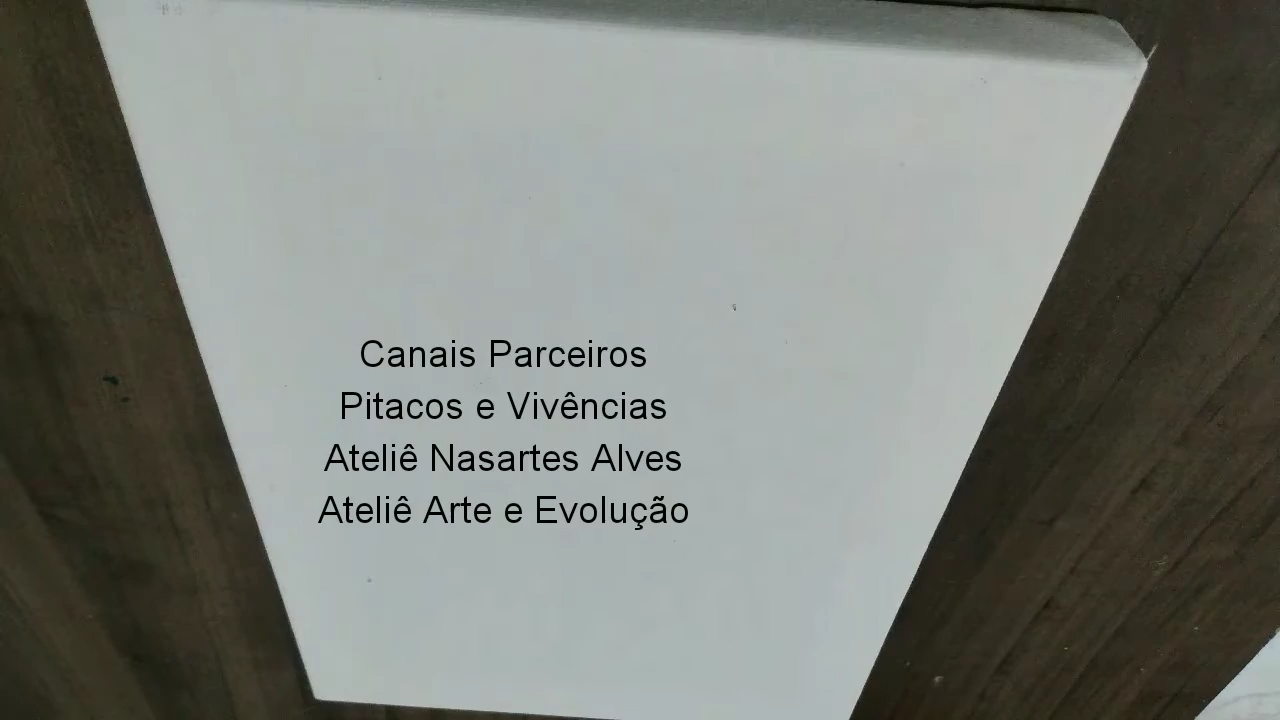 Canais Parceiros
Pitacos e Vivências
Ateliê Nasartes Alves
Ateliê Arte e Evolução